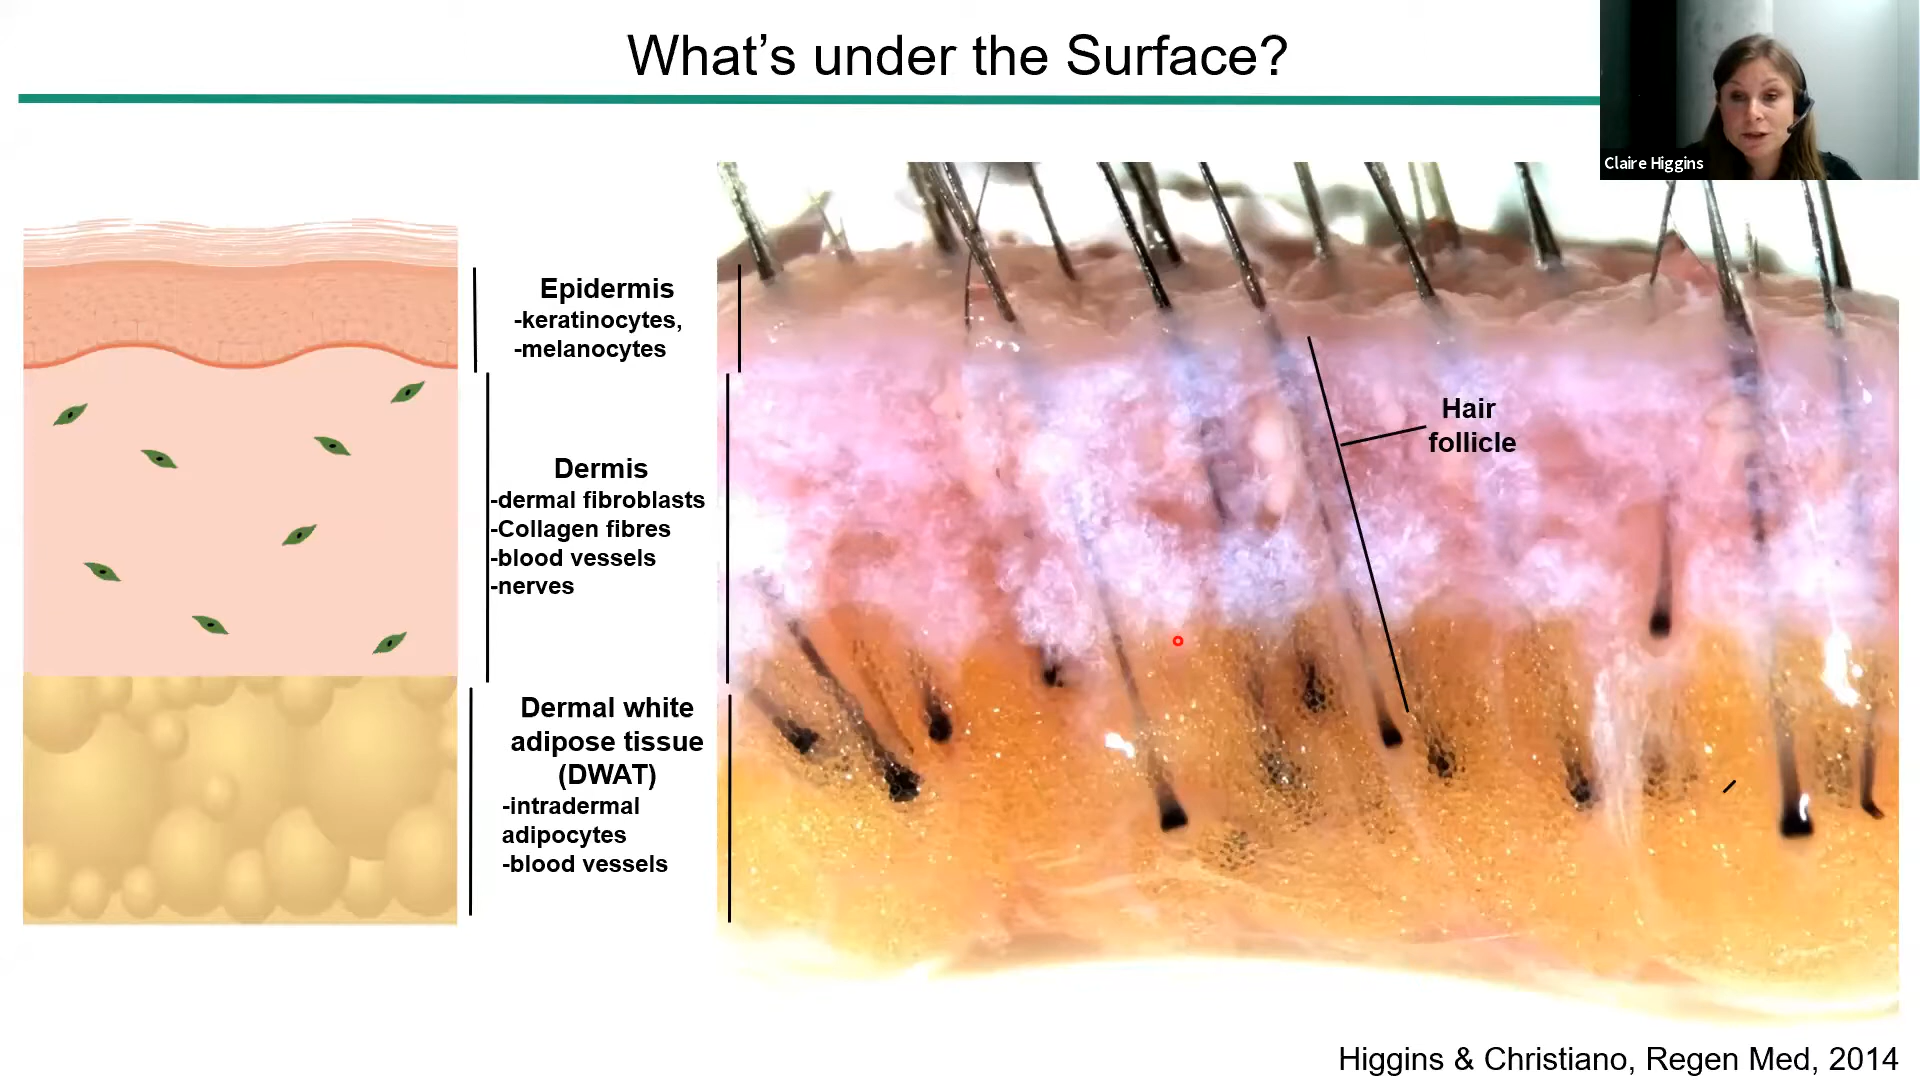 What's under the Surface?
Claire Higgins
Epidermis
-keratinocytes,
-melanocytes
Dermis
-dermal fibroblasts
-Collagen fibres
-blood vessels
-nerves
Dermal white
adipose tissue
(DWAT)
-intradermal
adipocytes
-blood vessels
Hair
follicle
Higgins & Christiano, Regen Med, 2014